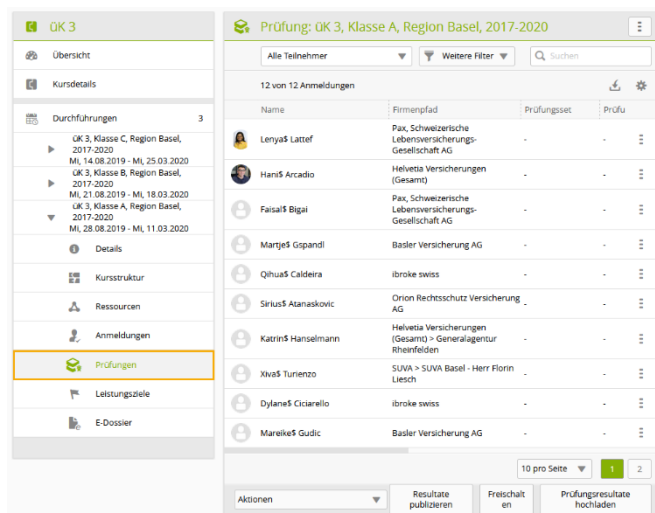 üK 3
Übersicht
Kursdetails
Durchführungen 3
üK 3, Klasse C, Region Basel,
2017-2020
Mi, 14.08.2019 - Mi, 25.03.2020
üK 3, Klasse B, Region Basel,
2017-2020
Mi, 21.08.2019 - Mi, 18.03.2020
üK 3, Klasse A, Region Basel,
2017-2020
Mi, 28.08.2019 - Mi, 11.03.2020
Details
Kursstruktur
Ressourcen
Anmeldungen
Prüfungen
Leistungsziele
E-Dossier
Prüfung: üK 3, Klasse A, Region Basel, 2017-2020
Alle Teilnehmer Weitere Filter Suchen
12 von 12 Anmeldungen
Name Firmenpfad Prüfungsset Prüfu
Pax, Schweizerische
Lenya$ Lattef Lebensversicherungs- - -
Gesellschaft AG
Helvetia Versicherungen
Hani$ Arcadio - -
(Gesamt)
Pax, Schweizerische
Faisal$ Bigai Lebensversicherungs- - -
Gesellschaft AG
Martje$ Gspandl Basler Versicherung AG - -
Qihua$ Caldeira ibroke swiss - -
Orion Rechtsschutz Versicherung
Sirius$ Atanaskovic - -
AG
Helvetia Versicherungen
Katrin$ Hanselmann (Gesamt) > Generalagentur - -
Rheinfelden
SUVA > SUVA Basel - Herr Florin
Xiva$ Turienzo - -
Liesch
Dylane$ Ciciarello ibroke swiss - -
Mareike$ Gudic Basler Versicherung AG - -
10 pro Seite 1 2
Aktionen
Resultate
publizieren
Freischalt
en
Prüfungsresultate
hochladen